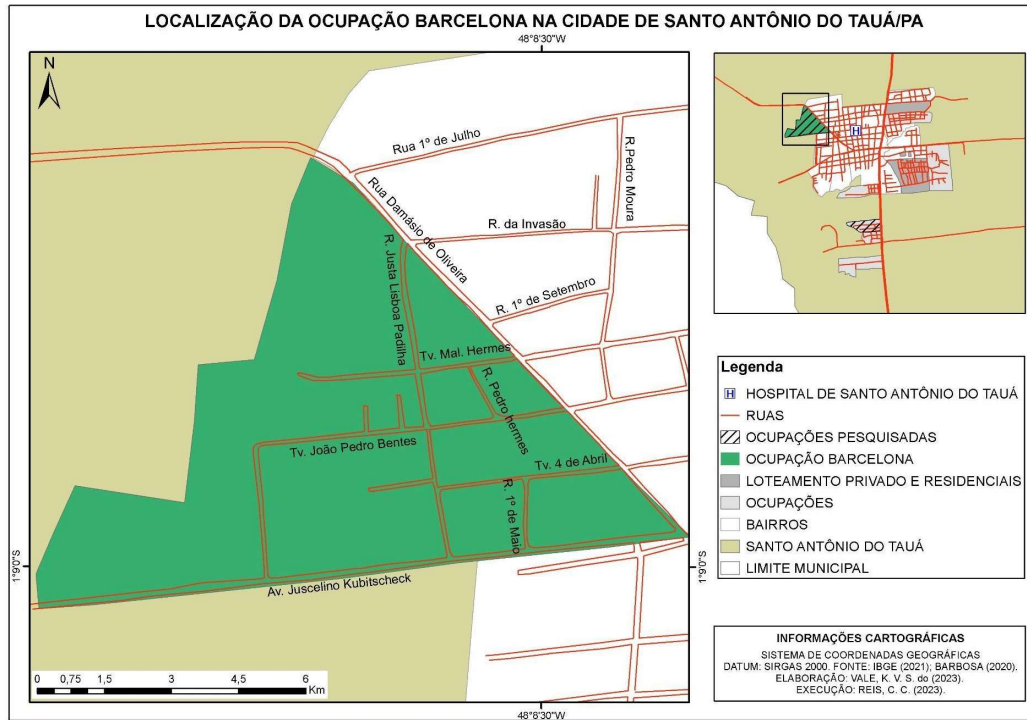 LOCALIZAÇÃO DA OCUPAÇÃO BARCELONA NA CIDADE DE SANTO ANTÔNIO DO TAUÁ/PA
48°8'30"W
N
Rua 1º de Julho
R.Pedro Moura
Rua Damásio de Oliveira
R. da Invasão
R. Justa Lisboa Padilha
R. 1º de Setembro
Tv. Mal. Hermes
R. Pedro hermes
Tv. João Pedro Bentes
Tv. 4 de Abril
R. 1º de Maio
Av. Juscelino Kubitscheck
1°9'0"S
1°9'0"S
0 0,75 1,5 3 4,5 6
Km
48°8'30"W
H
Legenda
H HOSPITAL DE SANTO ANTÔNIO DO TAUÁ
RUAS
OCUPAÇÕES PESQUISADAS
OCUPAÇÃO BARCELONA
LOTEAMENTO PRIVADO E RESIDENCIAIS
OCUPAÇÕES
BAIRROS
SANTO ANTÔNIO DO TAUÁ
LIMITE MUNICIPAL
INFORMAÇÕES CARTOGRÁFICAS
SISTEMA DE COORDENADAS GEOGRÁFICAS
DATUM: SIRGAS 2000. FONTE: IBGE (2021); BARBOSA (2020).
ELABORAÇÃO: VALE, K. V. S. do (2023).
EXECUÇÃO: REIS, C. C. (2023).